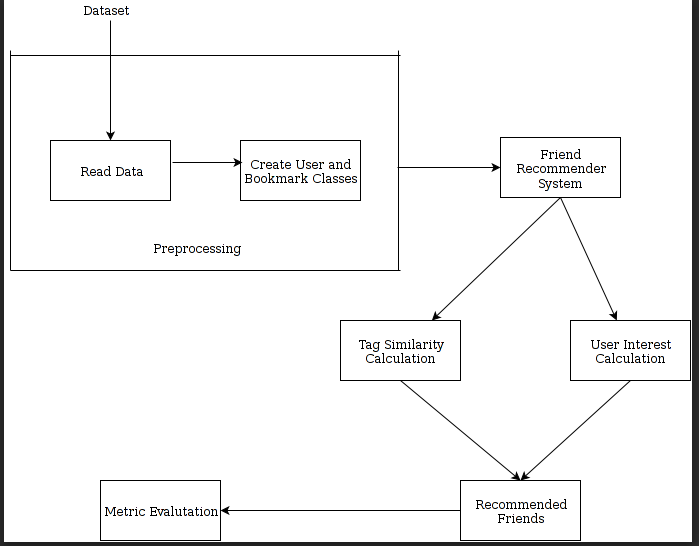 Dataset
Read Data
Create User and
Bookmark Classes
Preprocessing
Friend
Recommender
System
Tag Similarity
Calculation
User Interest
Calculation
Metric Evalutation
Recommended
Friends